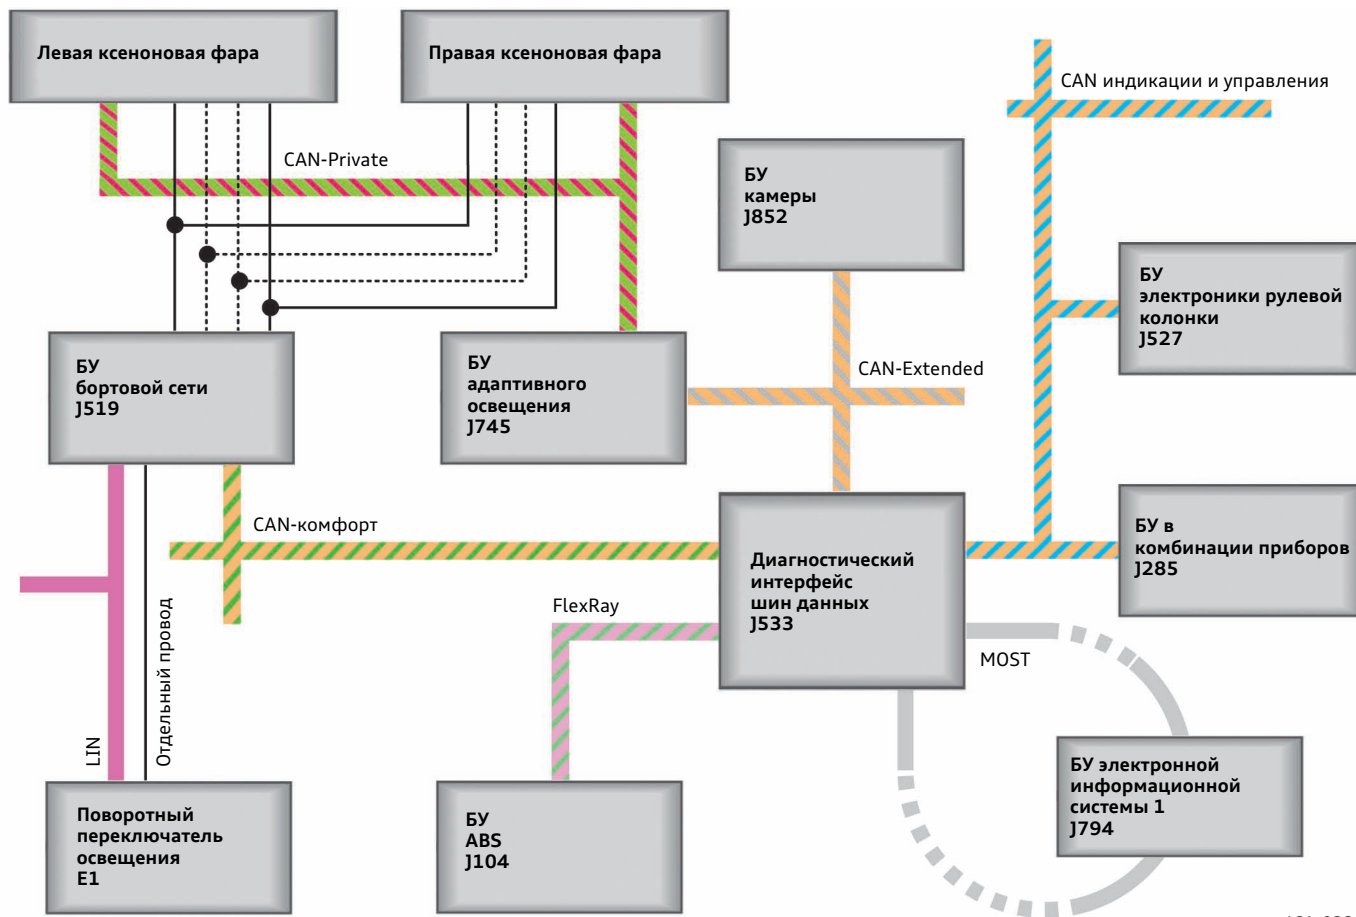 Левая ксеноновая фара
Правая ксеноновая фара
CAN индикации и управления
CAN-Private
БУ
камеры
J852
БУ
электроники рулевой
колонки
J527
БУ
бортовой сети
J519
БУ
адаптивного
освещения
J745
CAN-Extended
CAN-комфорт
Диагностический
интерфейс
шин данных
J533
БУ в
комбинации приборов
J285
FlexRay
MOST
LIN
Отдельный провод
Поворотный
переключатель
освещения
E1
БУ
ABS
J104
БУ электронной
информационной
системы 1
J794